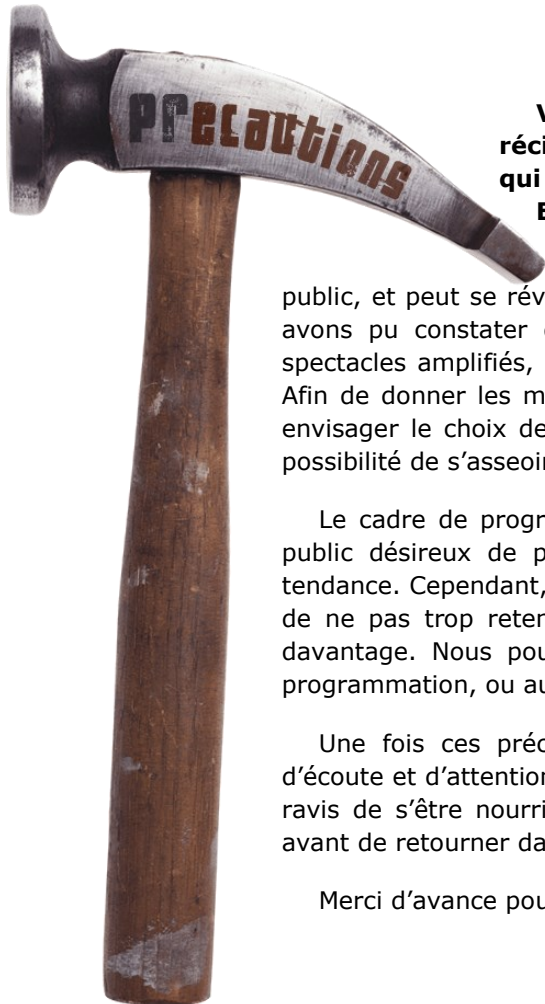 Precautions
réci
qui
public, et peut se rév
avons pu constater
spectacles amplifiés,
Afin de donner les m
envisager le choix de
possibilité de s’asseoir
Le cadre de progr
public désireux de p
tendance. Cependant,
de ne pas trop reter
davantage. Nous pou
programmation, ou au
Une fois ces préc
d’écoute et d’attention
ravis de s’être nourri
avant de retourner da
Merci d’avance pou